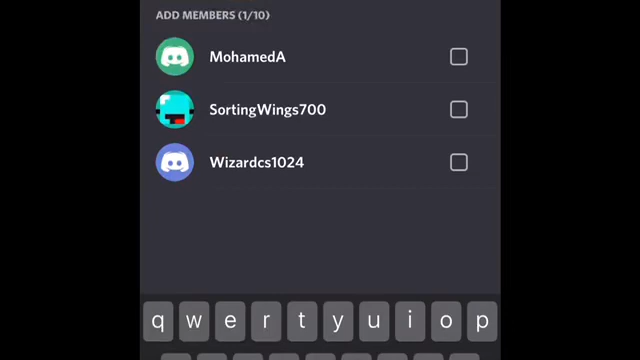 ADD MEMBERS (1/10)
MohamedA
SortingWings700
Wizardcs1024
q w e r t y u i o p